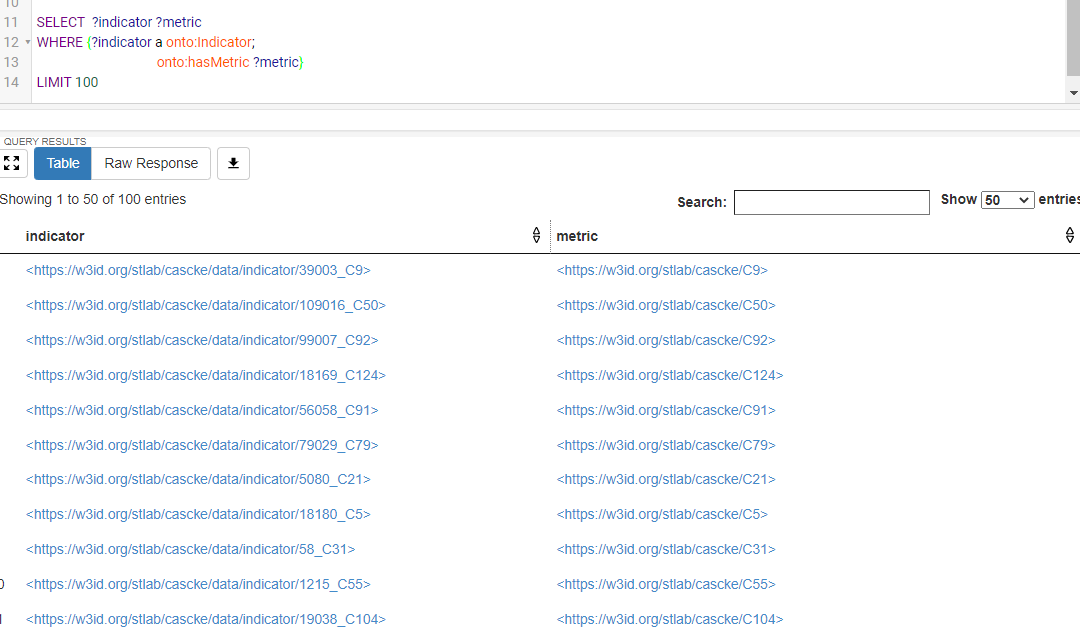 10
11 SELECT ?indicator ?metric
12 WHERE {?indicator a onto:Indicator;
13 onto:hasMetric ?metric}
14 LIMIT 100
QUERY RESULTS
Table Raw Response
Showing 1 to 50 of 100 entries
Search: Show 50 entries
indicator metric
<https://w3id.org/stlab/cascke/data/indicator/39003_C9> <https://w3id.org/stlab/cascke/C9>
<https://w3id.org/stlab/cascke/data/indicator/109016_C50> <https://w3id.org/stlab/cascke/C50>
<https://w3id.org/stlab/cascke/data/indicator/99007_C92> <https://w3id.org/stlab/cascke/C92>
<https://w3id.org/stlab/cascke/data/indicator/18169_C124> <https://w3id.org/stlab/cascke/C124>
<https://w3id.org/stlab/cascke/data/indicator/56058_C91> <https://w3id.org/stlab/cascke/C91>
<https://w3id.org/stlab/cascke/data/indicator/79029_C79> <https://w3id.org/stlab/cascke/C79>
<https://w3id.org/stlab/cascke/data/indicator/5080_C21> <https://w3id.org/stlab/cascke/C21>
<https://w3id.org/stlab/cascke/data/indicator/18180_C5> <https://w3id.org/stlab/cascke/C5>
<https://w3id.org/stlab/cascke/data/indicator/58_C31> <https://w3id.org/stlab/cascke/C31>
0 <https://w3id.org/stlab/cascke/data/indicator/1215_C55> <https://w3id.org/stlab/cascke/C55>
1 <https://w3id.org/stlab/cascke/data/indicator/19038_C104> <https://w3id.org/stlab/cascke/C104>